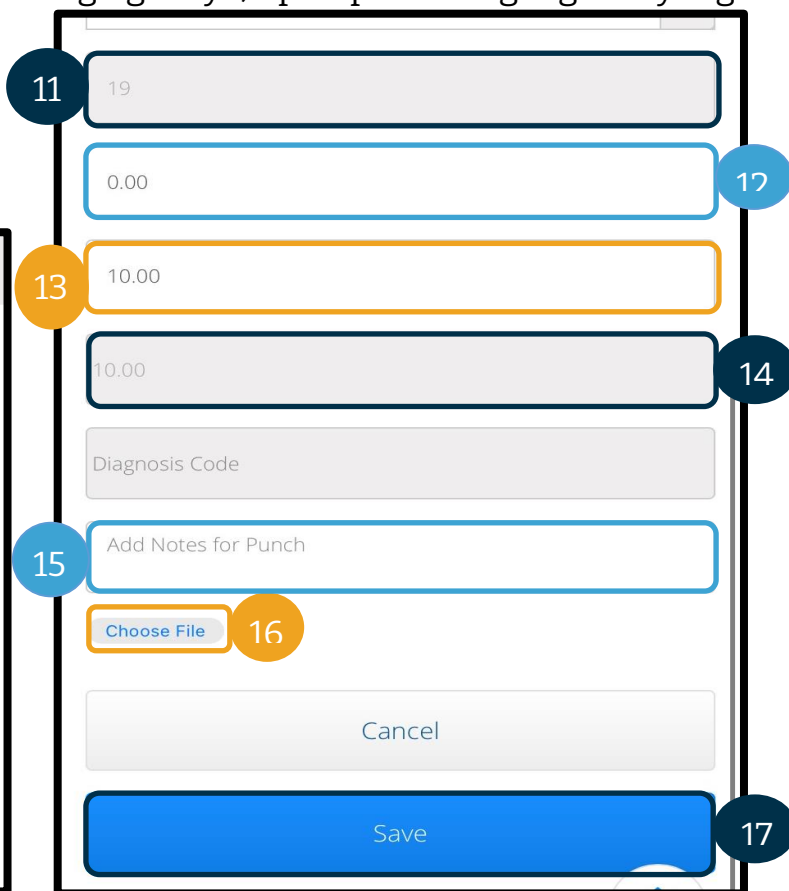 11 19
0.00 12
13 10.00
10.00 14
Diagnosis Code
15 Add Notes for Punch
Choose File 16
Cancel
Save 17